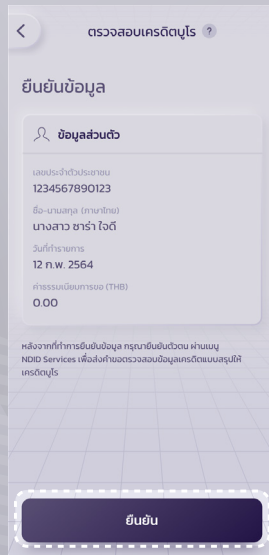 ตรวจสอบเครดิตบูโร ?
ยืนยันข้อมูล
ข้อมูลส่วนตัว
เลขประจำตัวประชาชน
1234567890123
ชื่อ-นามสกุล (ภาษาไทย)
นางสาว ซาร่า ใจดี
วันที่ทำรายการ
12 ก.พ. 2564
ค่าธรรมเนียมการขอ (THB)
0.00
หลังจากที่ทำการยืนยันข้อมูล กรุณายืนยันตัวตน ผ่านเมนู
NDID Services เพื่อส่งคำขอตรวจสอบข้อมูลเครดิตแบบสรุปให้
เครดิตบูโร
ยืนยัน